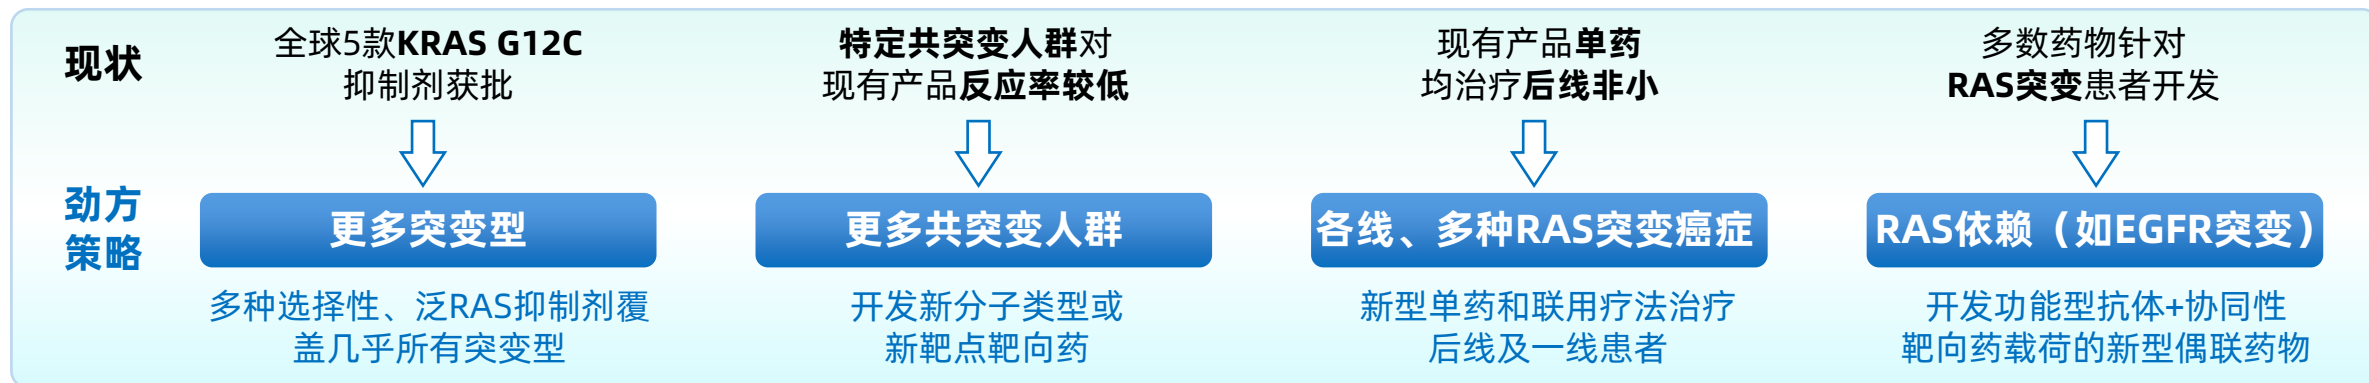 现状
全球5款KRAS G12C
抑制剂获批
特定共突变人群对
现有产品反应率较低
现有产品单药
均治疗后线非小
多数药物针对
RAS突变患者开发
劲方
策略
更多突变型
更多共突变人群
各线、多种RAS突变癌症
RAS依赖（如EGFR突变）
多种选择性、泛RAS抑制剂覆
盖几乎所有突变型
开发新分子类型或
新靶点靶向药
新型单药和联用疗法治疗
后线及一线患者
开发功能型抗体+协同性
靶向药载荷的新型偶联药物